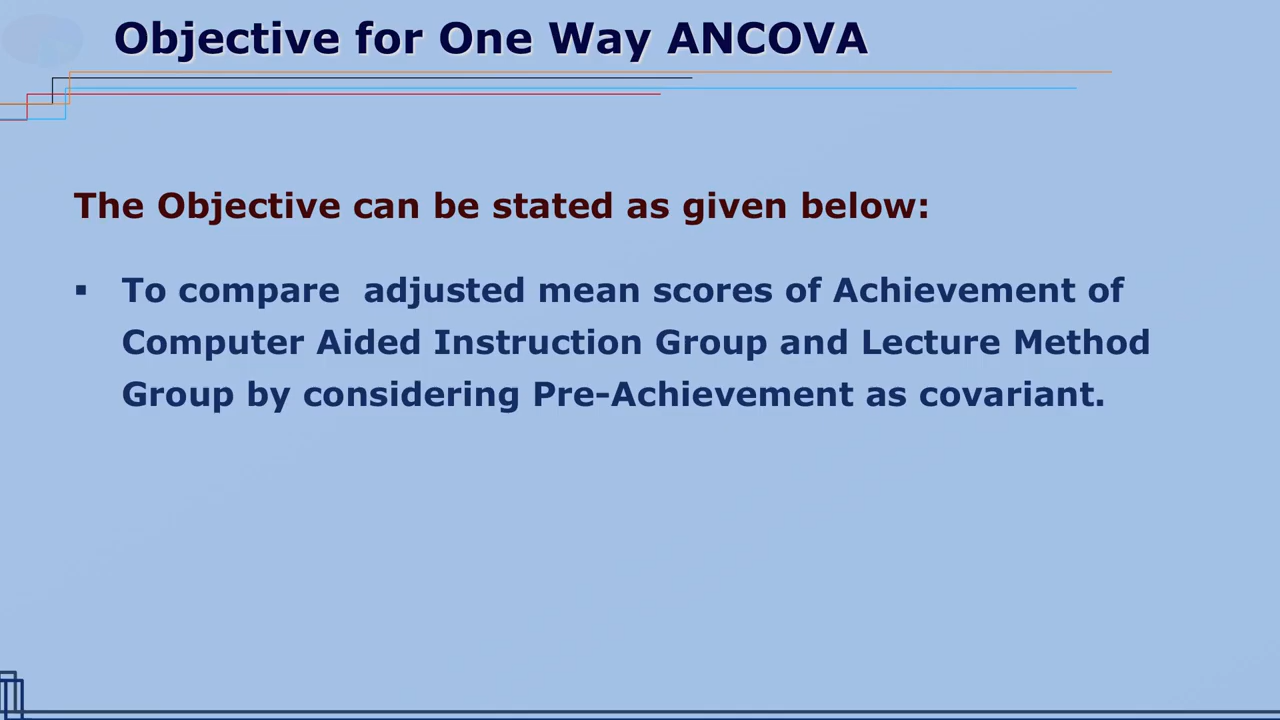 Objective for One Way ANCOVA
The Objective can be stated as given below:
▪ To compare  adjusted mean scores of Achievement of
Computer Aided Instruction Group and Lecture Method
Group by considering Pre-Achievement as covariant.